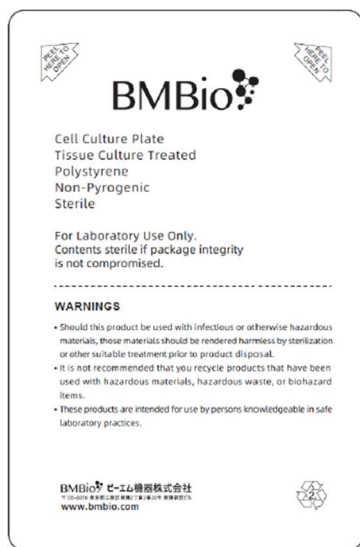 PEEL HERE TO OPEN
PEEL HERE TO OPEN
BMBio
Cell Culture Plate
Tissue Culture Treated
Polystyrene
Non-Pyrogenic
Sterile
For Laboratory Use Only.
Contents sterile if package integrity
is not compromised.
WARNINGS
• Should this product be used with infectious or otherwise hazardous
materials, those materials should be rendered harmless by sterilization
or other suitable treatment prior to product disposal.
• It is not recommended that you recycle products that have been
used with hazardous materials, hazardous waste, or biohazard
items.
• These products are intended for use by persons knowledgeable in safe
laboratory practices.
BMBio ビーエム機器株式会社
www.bmbio.com
2